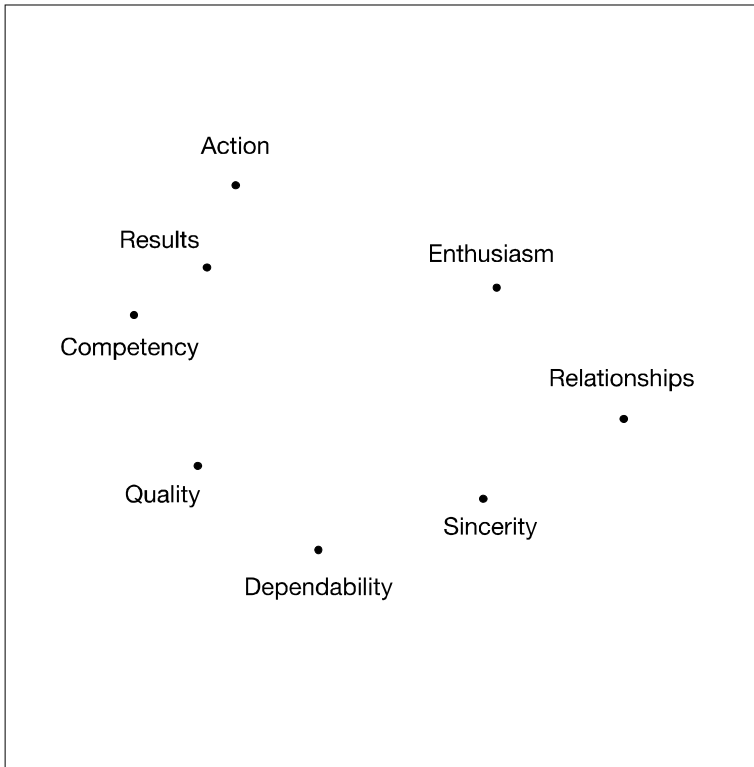 Action
Results
Enthusiasm
Competency
Relationships
Quality
Sincerity
Dependability